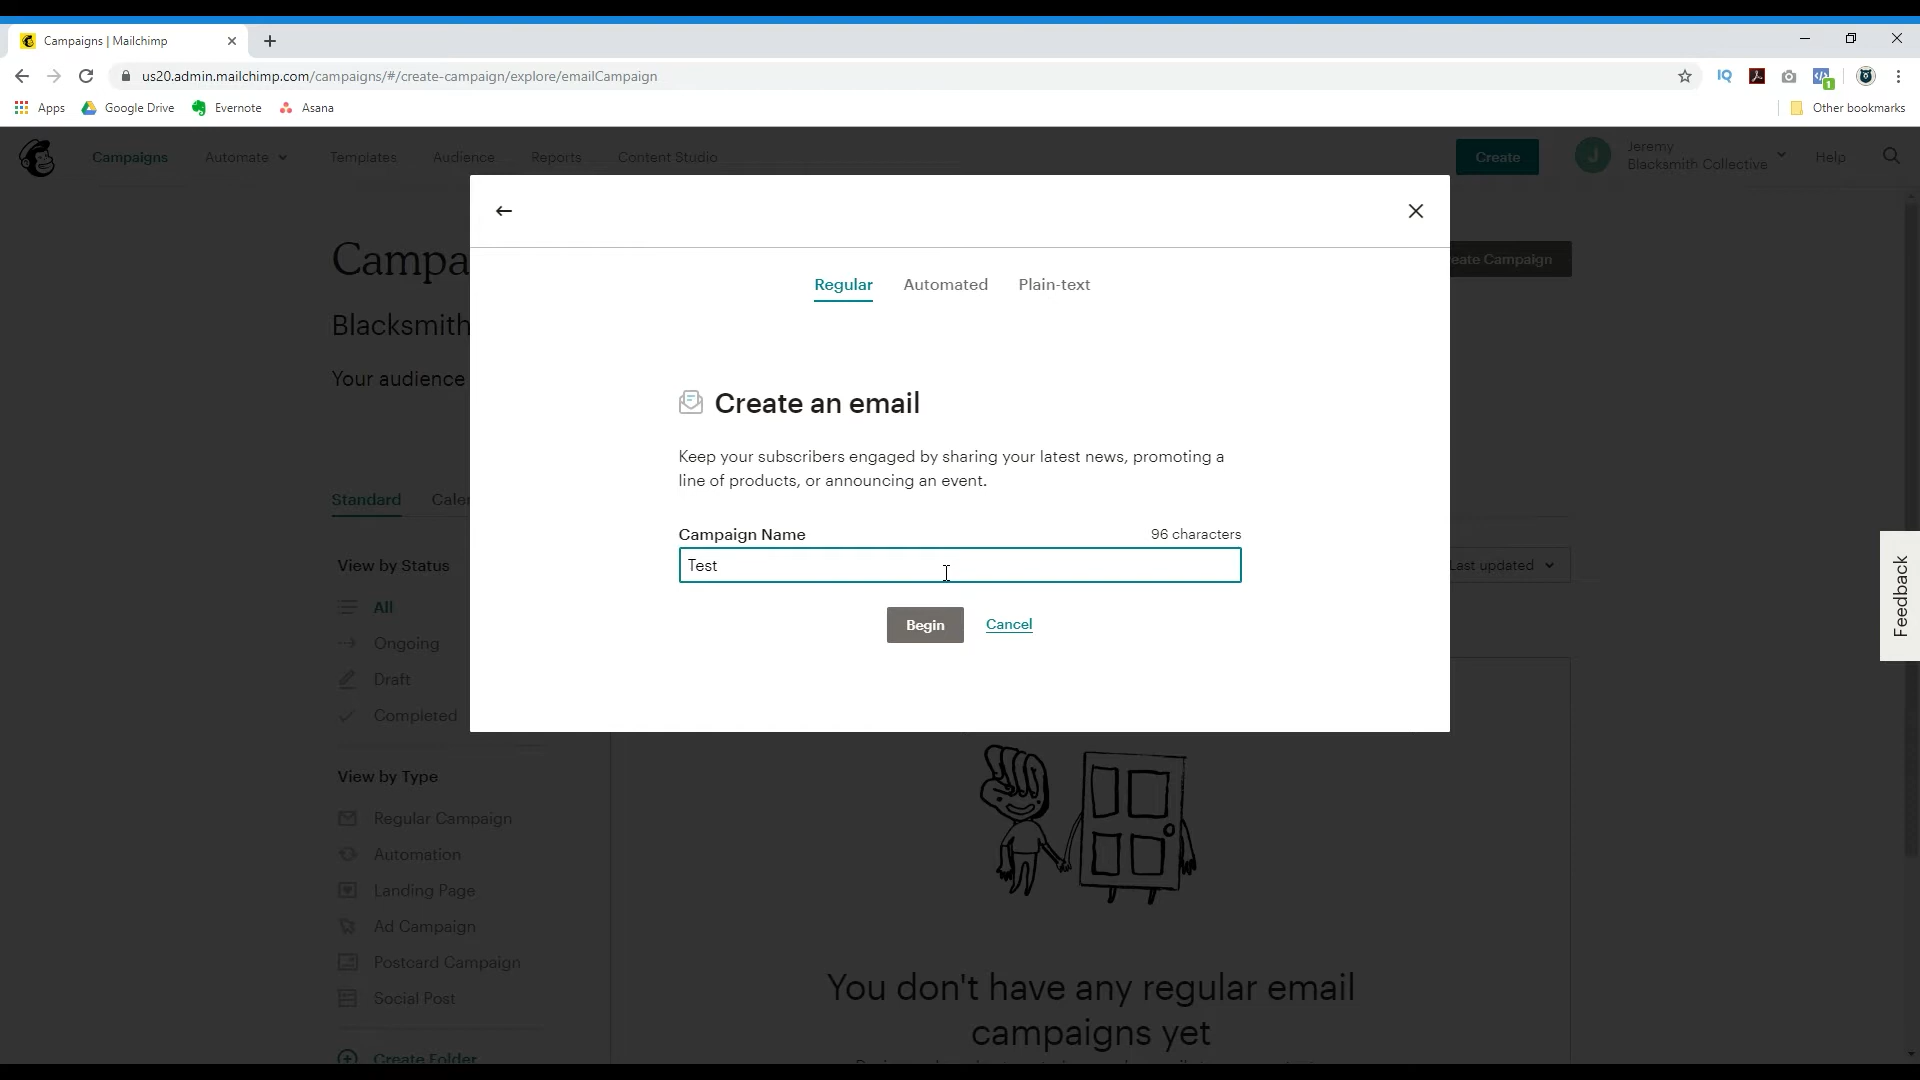 Campaigns | Mailchimp
us20.admin.mailchimp.com/campaigns/#/create-campaign/explore/emailCampaign
IQ
1
Apps
Google Drive
Evernote
Asana
Other bookmarks
Campaigns
Automate
Templates
Audience
Reports
Content Studio
Create
J
Jeremy
Blacksmith Collective
Help
Campa
eate Campaign
Regular
Automated
Plain-text
Blacksmith
Your audience
Create an email
Keep your subscribers engaged by sharing your latest news, promoting a
line of products, or announcing an event.
Standard
Caler
Campaign Name
96 characters
Test
Begin
Cancel
Last updated
Feedback
View by Status
All
Ongoing
Draft
Completed
View by Type
Regular Campaign
Automation
Landing Page
Ad Campaign
Postcard Campaign
Social Post
Create Folder
You don't have any regular email
campaigns yet